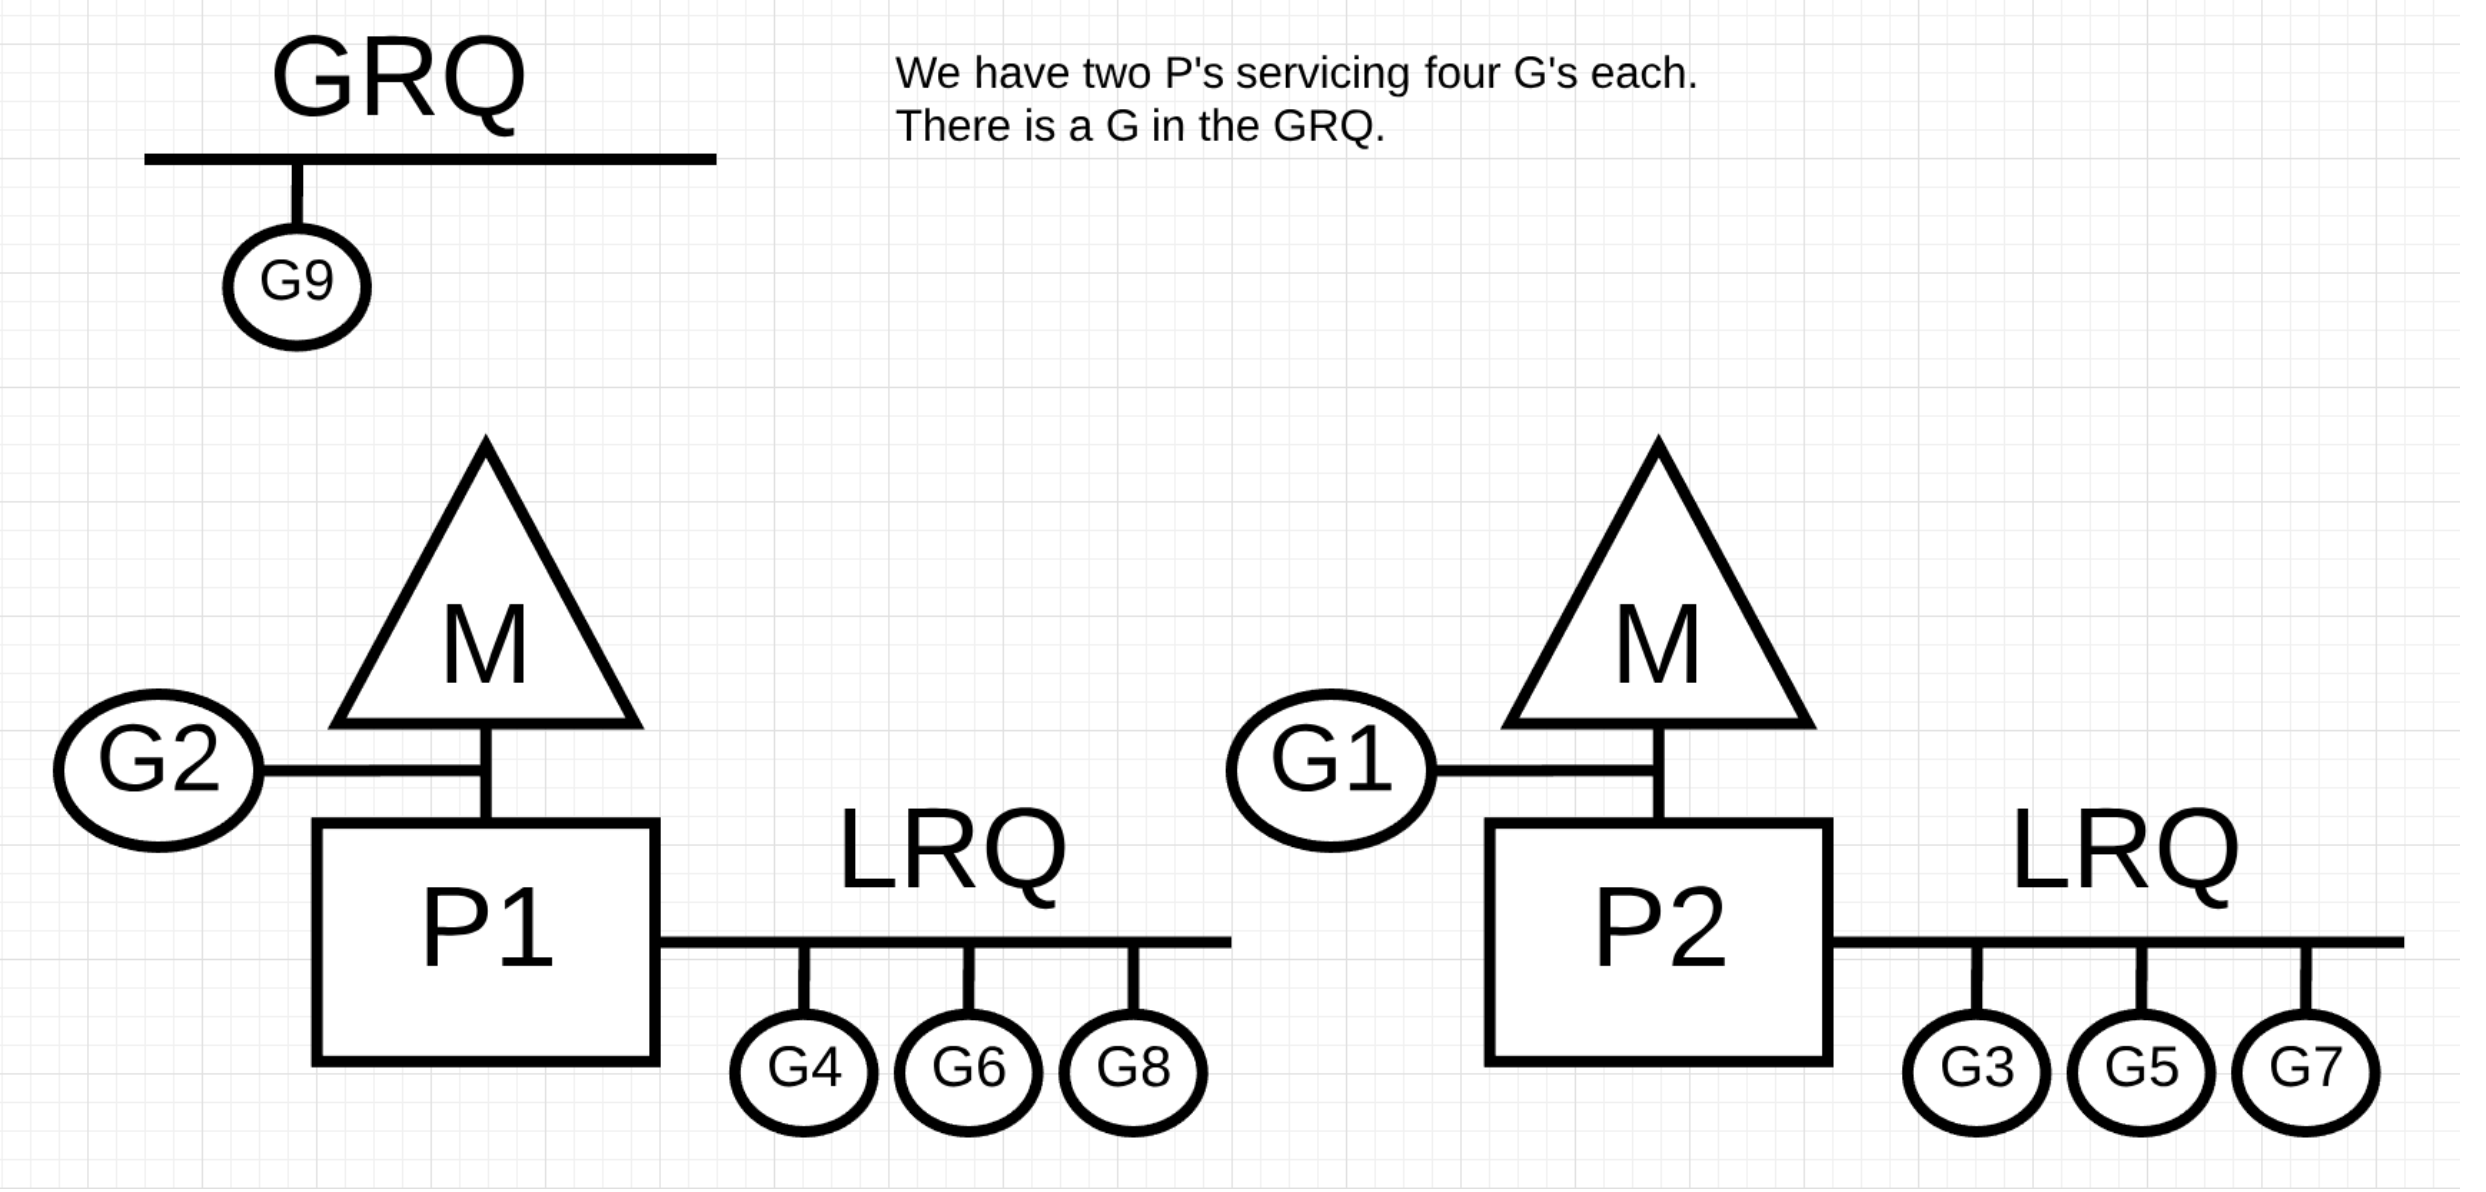 GRQ
We have two P's servicing four G's each.
There is a G in the GRQ.
G9
M
M
G2
G1
LRQ
LRQ
P1
P2
G4 G6 G8
G3 G5 G7